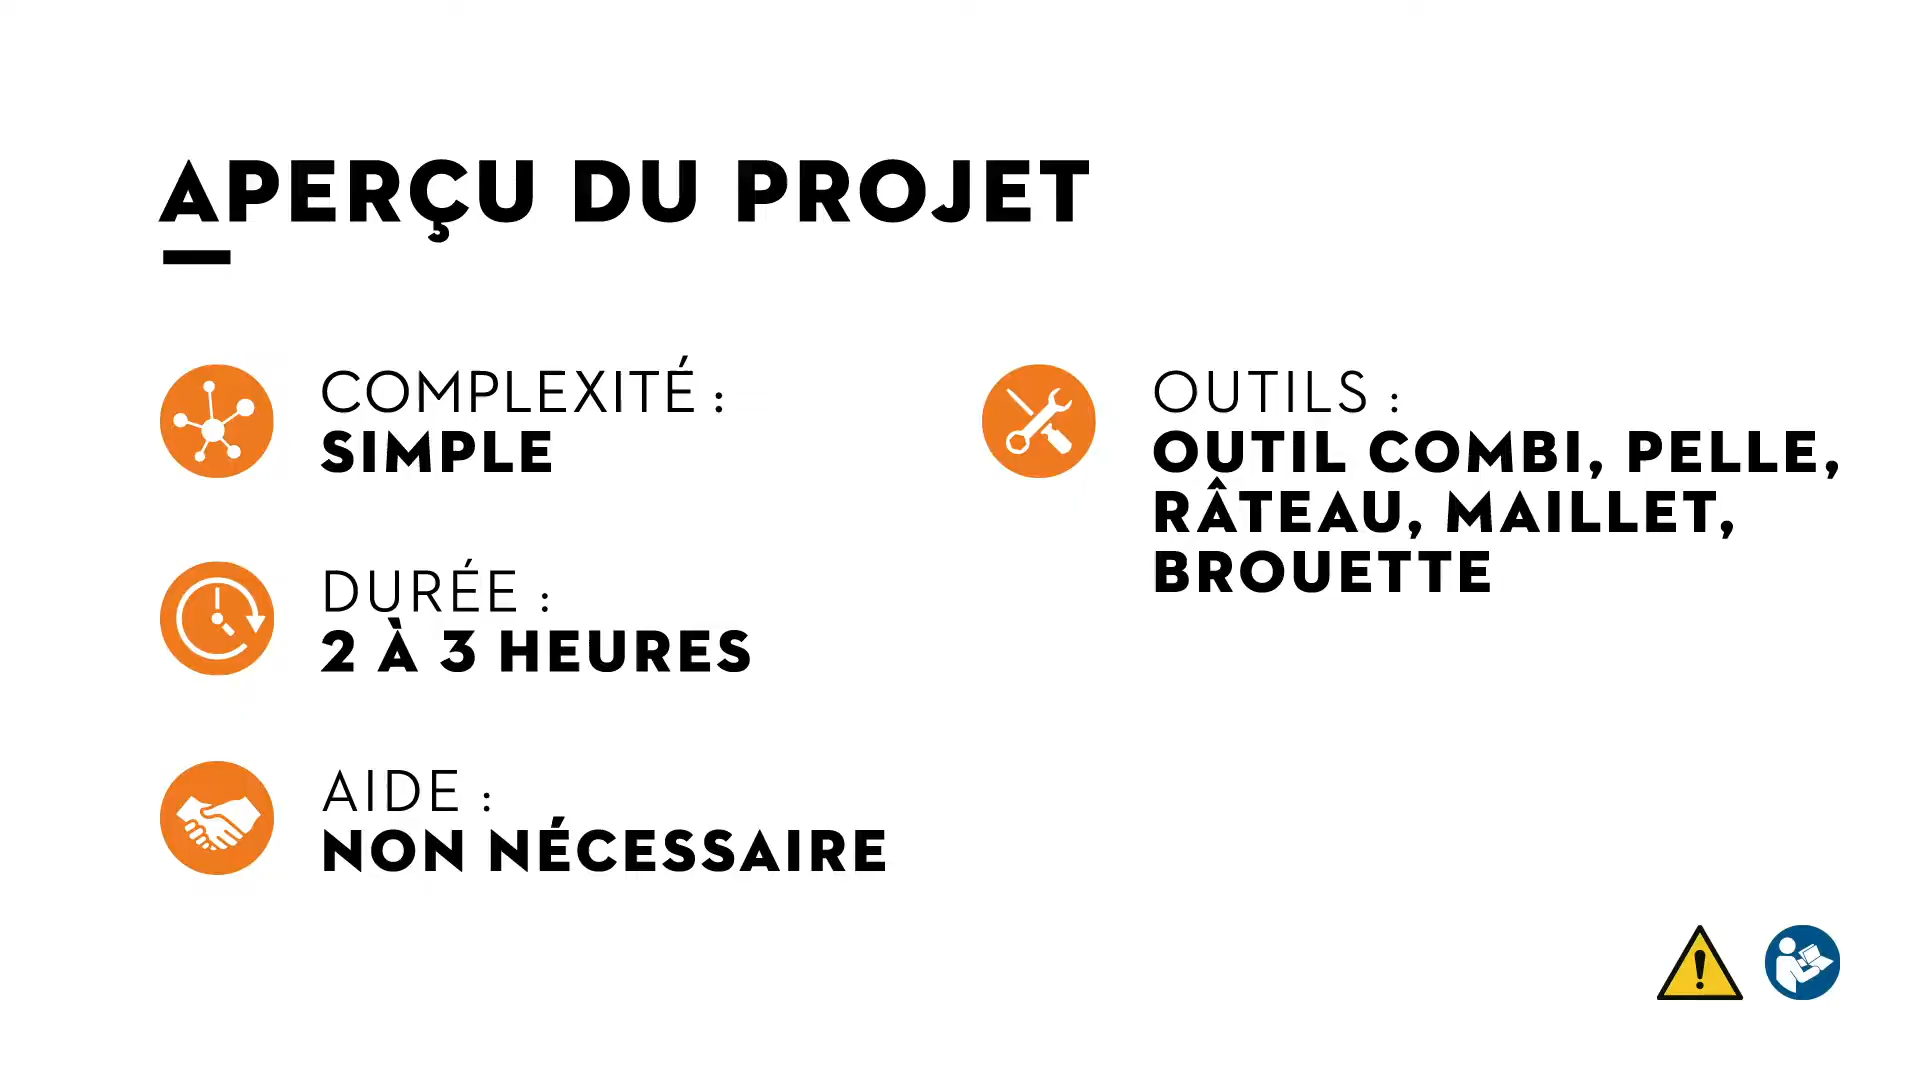 APERÇU DU PROJET
COMPLEXITÉ :
SIMPLE
DURÉE :
2 À 3 HEURES
AIDE :
NON NÉCESSAIRE
OUTILS :
OUTIL COMBI, PELLE,
RÂTEAU, MAILLET,
BROUETTE